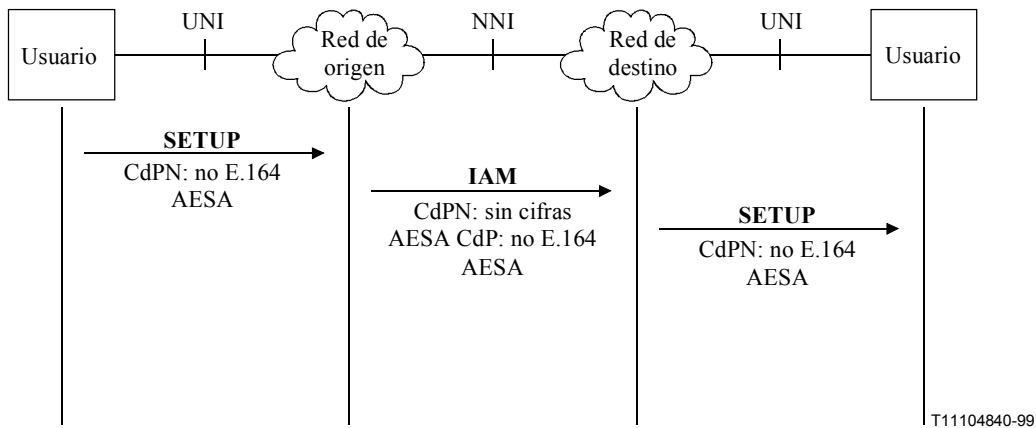 UNI
NNI
UNI
Usuario
Red de
origen
Red de
destino
Usuario
SETUP
CdPN: no E.164
AESA
IAM
CdPN: sin cifras
AESA CdP: no E.164
AESA
SETUP
CdPN: no E.164
AESA
T11104840-99